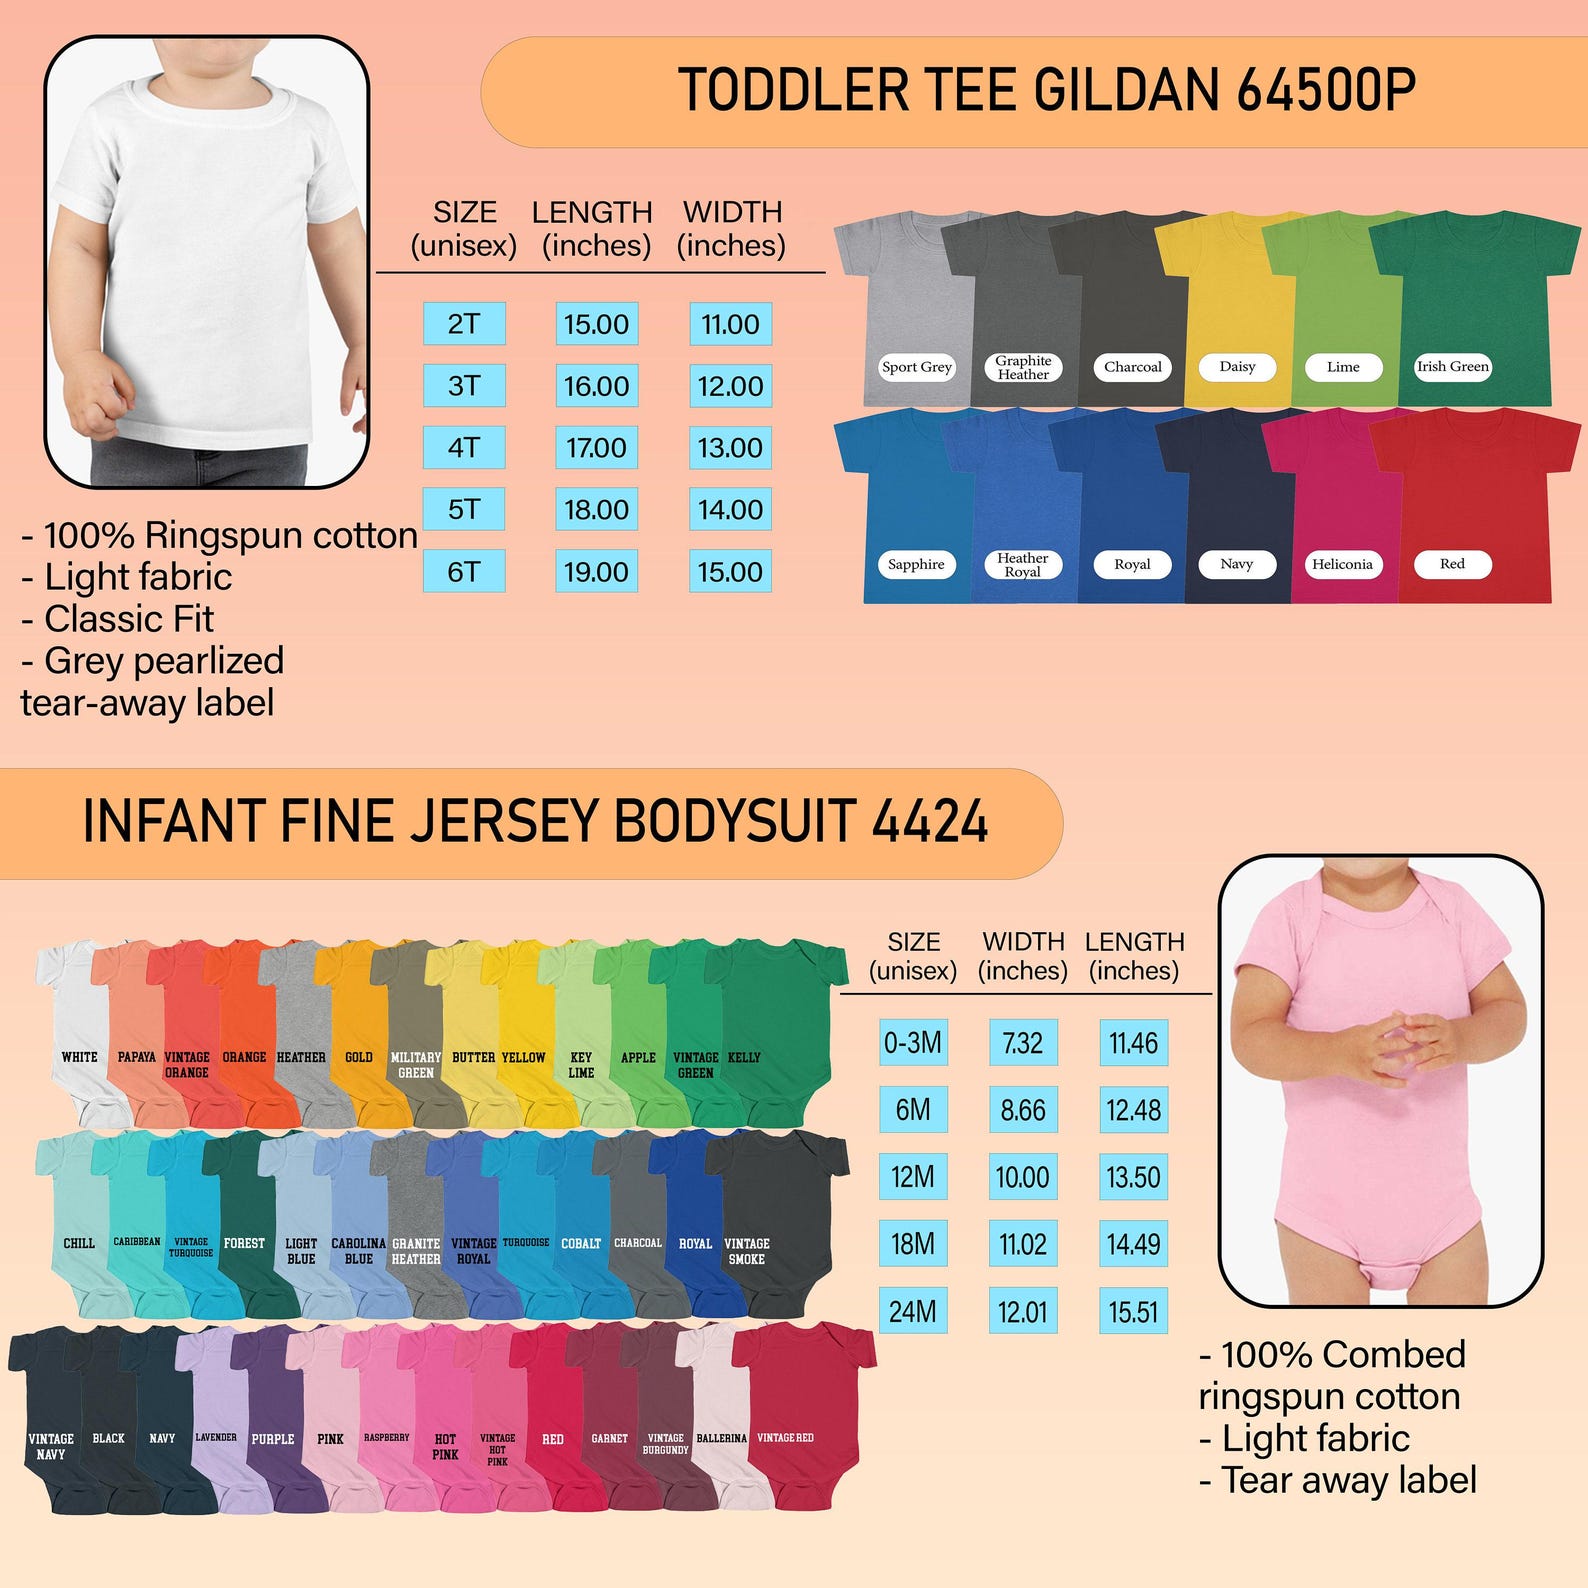 TODDLER TEE GILDAN 64500P
SIZE LENGTH WIDTH
(unisex) (inches) (inches)
2T 15.00 11.00
3T 16.00 12.00
4T 17.00 13.00
5T 18.00 14.00
6T 19.00 15.00
Sport Grey
Graphite
Heather
Charcoal
Daisy
Lime
Irish Green
Sapphire
Heather
Royal
Royal
Navy
Heliconia
Red
- 100% Ringspun cotton
- Light fabric
- Classic Fit
- Grey pearlized
tear-away label
INFANT FINE JERSEY BODYSUIT 4424
WHITE
PAPAYA
VINTAGE
ORANGE
ORANGE
HEATHER
GOLD
MILITARY
GREEN
BUTTER
YELLOW
KEY
LIME
APPLE
VINTAGE
GREEN
KELLY
CHILL
CARIBBEAN
VINTAGE
TURQUOISE
FOREST
LIGHT
BLUE
CAROLINA
BLUE
GRANITE
HEATHER
VINTAGE
ROYAL
TURQUOISE
COBALT
CHARCOAL
ROYAL
VINTAGE
SMOKE
VINTAGE
NAVY
BLACK
NAVY
LAVENDER
PURPLE
PINK
RASPBERRY
HOT
PINK
VINTAGE
HOT
PINK
RED
GARNET
VINTAGE
BURGUNDY
BALLERINA
VINTAGE RED
SIZE WIDTH LENGTH
(unisex) (inches) (inches)
0-3M 7.32 11.46
6M 8.66 12.48
12M 10.00 13.50
18M 11.02 14.49
24M 12.01 15.51
- 100% Combed
ringspun cotton
- Light fabric
- Tear away label